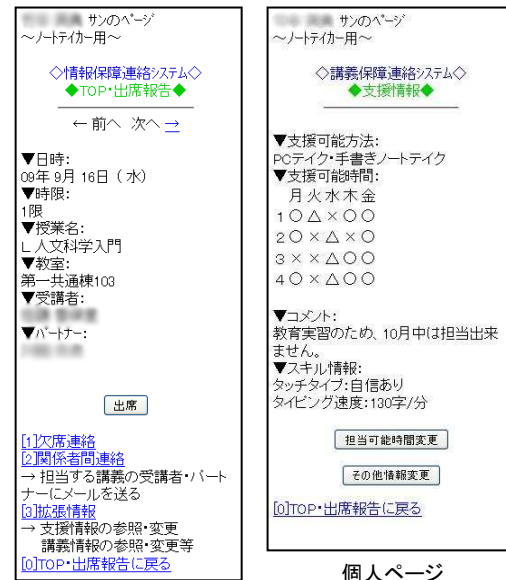 サンのページ
～ノートテイカー用～
◇情報保障連絡システム◇
◆TOP・出席報告◆
← 前へ 次へ →
▼日時:
09年 9月 16日（水）
▼時限:
1限
▼授業名:
L 人文科学入門
▼教室:
第一共通棟103
▼受講者:
▼パートナー:
出席
[1]欠席連絡
[2]関係者間連絡
→ 担当する講義の受講者・パート
ナーにメールを送る
[3]拡張情報
→ 支援情報の参照・変更
講義情報の参照・変更等
[0]TOP・出席報告に戻る
サンのページ
～ノートテイカー用～
◇講義保障連絡システム◇
◆支援情報◆
▼支援可能方法:
PCテイク・手書きノートテイク
▼支援可能時間:
月火水木金
1○△×○○
2○×△×○
3××△○○
4○×△○○
▼コメント:
教育実習のため、10月中は担当出来
ません。
▼スキル情報:
タッチタイプ:自信あり
タイピング速度:130字/分
担当可能時間変更
その他情報変更
[0]TOP・出席報告に戻る
個人ページ